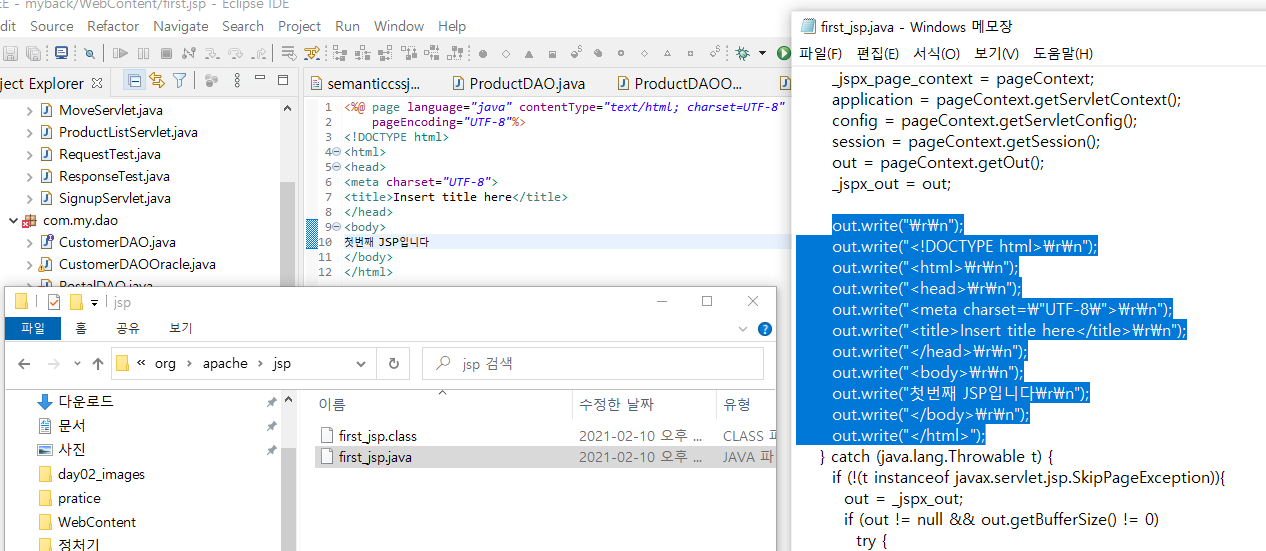 EE - myback/WebContent/first.jsp - Eclipse IDE
dit Source Refactor Navigate Search Project Run Window Help
ject Explorer
MoveServlet.java
ProductListServlet.java
RequestTest.java
ResponseTest.java
SignupServlet.java
com.my.dao
CustomerDAO.java
CustomerDAOOracle.java
PostalDAO.java
semanticcssj... ProductDAO.java ProductDAOO...
1 <%@ page language="java" contentType="text/html; charset=UTF-8"
2 pageEncoding="UTF-8"%>
3 <!DOCTYPE html>
4 <html>
5 <head>
6 <meta charset="UTF-8">
7 <title>Insert title here</title>
8 </head>
9 <body>
10 첫번째 JSP입니다
11 </body>
12 </html>
jsp
파일 홈 공유 보기
« org > apache > jsp
jsp 검색
다운로드
문서
사진
day02_images
pratice
WebContent
정처기
이름 수정한 날짜 유형
first_jsp.class 2021-02-10 오후 ... CLASS 파
first_jsp.java 2021-02-10 오후 ... JAVA 파
first_jsp.java - Windows 메모장
파일(F) 편집(E) 서식(O) 보기(V) 도움말(H)
_jspx_page_context = pageContext;
application = pageContext.getServletContext();
config = pageContext.getServletConfig();
session = pageContext.getSession();
out = pageContext.getOut();
_jspx_out = out;
out.write("₩r₩n");
out.write("<!DOCTYPE html>₩r₩n");
out.write("<html>₩r₩n");
out.write("<head>₩r₩n");
out.write("<meta charset=₩"UTF-8₩">₩r₩n");
out.write("<title>Insert title here</title>₩r₩n");
out.write("</head>₩r₩n");
out.write("<body>₩r₩n");
out.write("첫번째 JSP입니다₩r₩n");
out.write("</body>₩r₩n");
out.write("</html>");
} catch (java.lang.Throwable t) {
if (!(t instanceof javax.servlet.jsp.SkipPageException)){
out = _jspx_out;
if (out != null && out.getBufferSize() != 0)
try {